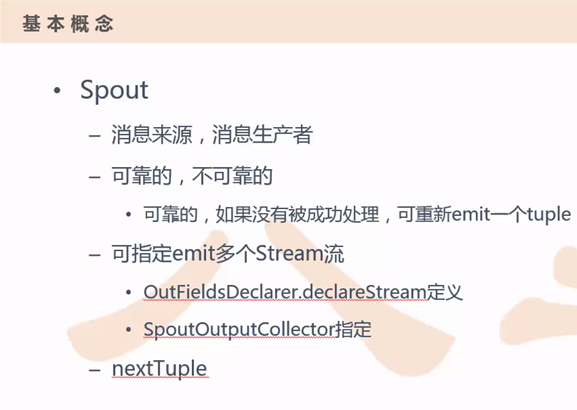 基本概念
• Spout
– 消息来源，消息生产者
– 可靠的，不可靠的
• 可靠的，如果没有被成功处理，可重新emit一个tuple
– 可指定emit多个Stream流
• OutFieldsDeclarer.declareStream定义
• SpoutOutputCollector指定
– nextTuple